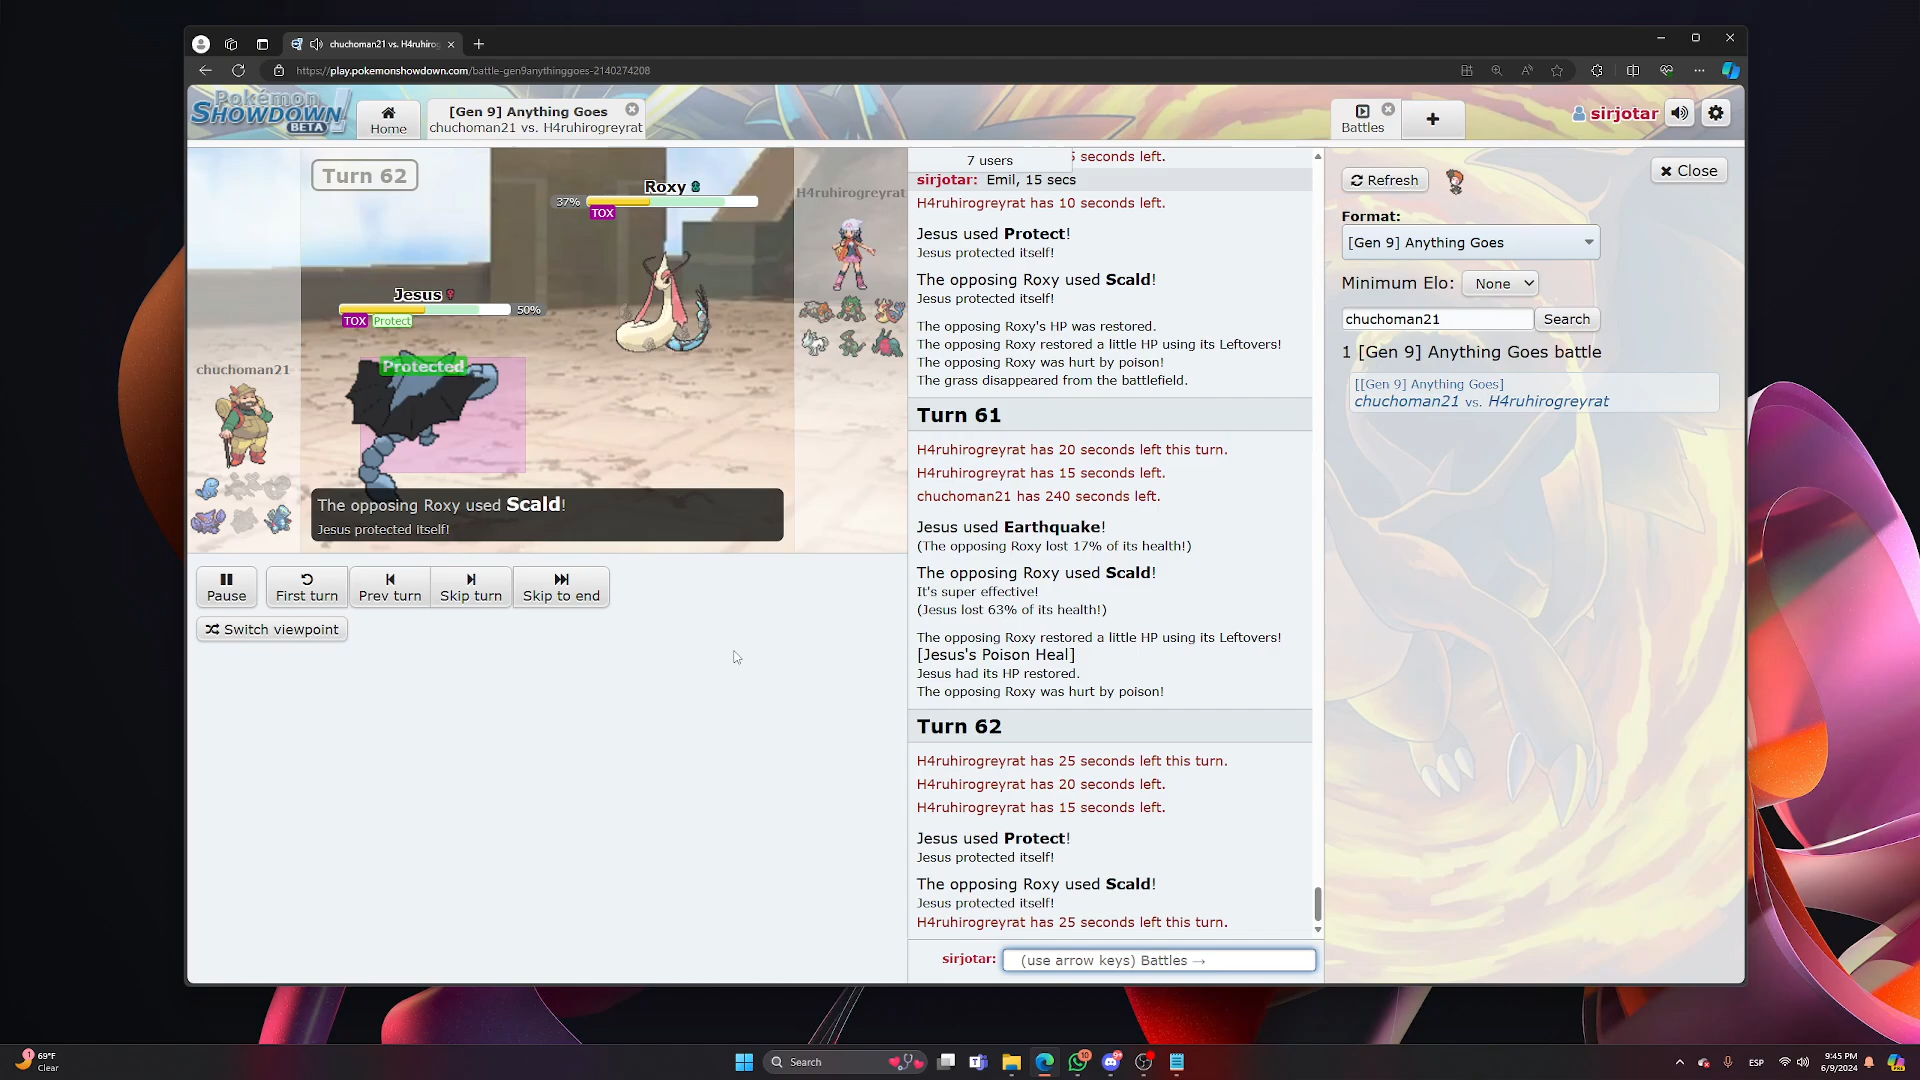 chuchoman21 vs. H4ruhirog
https://play.pokemonshowdown.com/battle-gen9anythinggoes-2140274208
Pokémon
SHOWDOWN!
BETA
Home
[Gen 9] Anything Goes
chuchoman21 vs. H4ruhirogreyrat
Battles
sirjotar
Turn 62
Roxy
37%
TOX
Jesus
50%
TOX Protect
Protected
H4ruhirogreyrat
chuchoman21
The opposing Roxy used Scald!
Jesus protected itself!
Pause
First turn
Prev turn
Skip turn
Skip to end
Switch viewpoint
7 users
5 seconds left.
sirjotar: Emil, 15 secs
H4ruhirogreyrat has 10 seconds left.
Jesus used Protect!
Jesus protected itself!
The opposing Roxy used Scald!
Jesus protected itself!
The opposing Roxy's HP was restored.
The opposing Roxy restored a little HP using its Leftovers!
The opposing Roxy was hurt by poison!
The grass disappeared from the battlefield.
Turn 61
H4ruhirogreyrat has 20 seconds left this turn.
H4ruhirogreyrat has 15 seconds left.
chuchoman21 has 240 seconds left.
Jesus used Earthquake!
(The opposing Roxy lost 17% of its health!)
The opposing Roxy used Scald!
It's super effective!
(Jesus lost 63% of its health!)
The opposing Roxy restored a little HP using its Leftovers!
[Jesus's Poison Heal]
Jesus had its HP restored.
The opposing Roxy was hurt by poison!
Turn 62
H4ruhirogreyrat has 25 seconds left this turn.
H4ruhirogreyrat has 20 seconds left.
H4ruhirogreyrat has 15 seconds left.
Jesus used Protect!
Jesus protected itself!
The opposing Roxy used Scald!
Jesus protected itself!
H4ruhirogreyrat has 25 seconds left this turn.
sirjotar: (use arrow keys) Battles →
Refresh
Close
Format:
[Gen 9] Anything Goes
Minimum Elo: None
chuchoman21 Search
1 [Gen 9] Anything Goes battle
[[Gen 9] Anything Goes]
chuchoman21 vs. H4ruhirogreyrat
1
69°F
Clear
Search
10
ESP
9:45 PM
6/9/2024